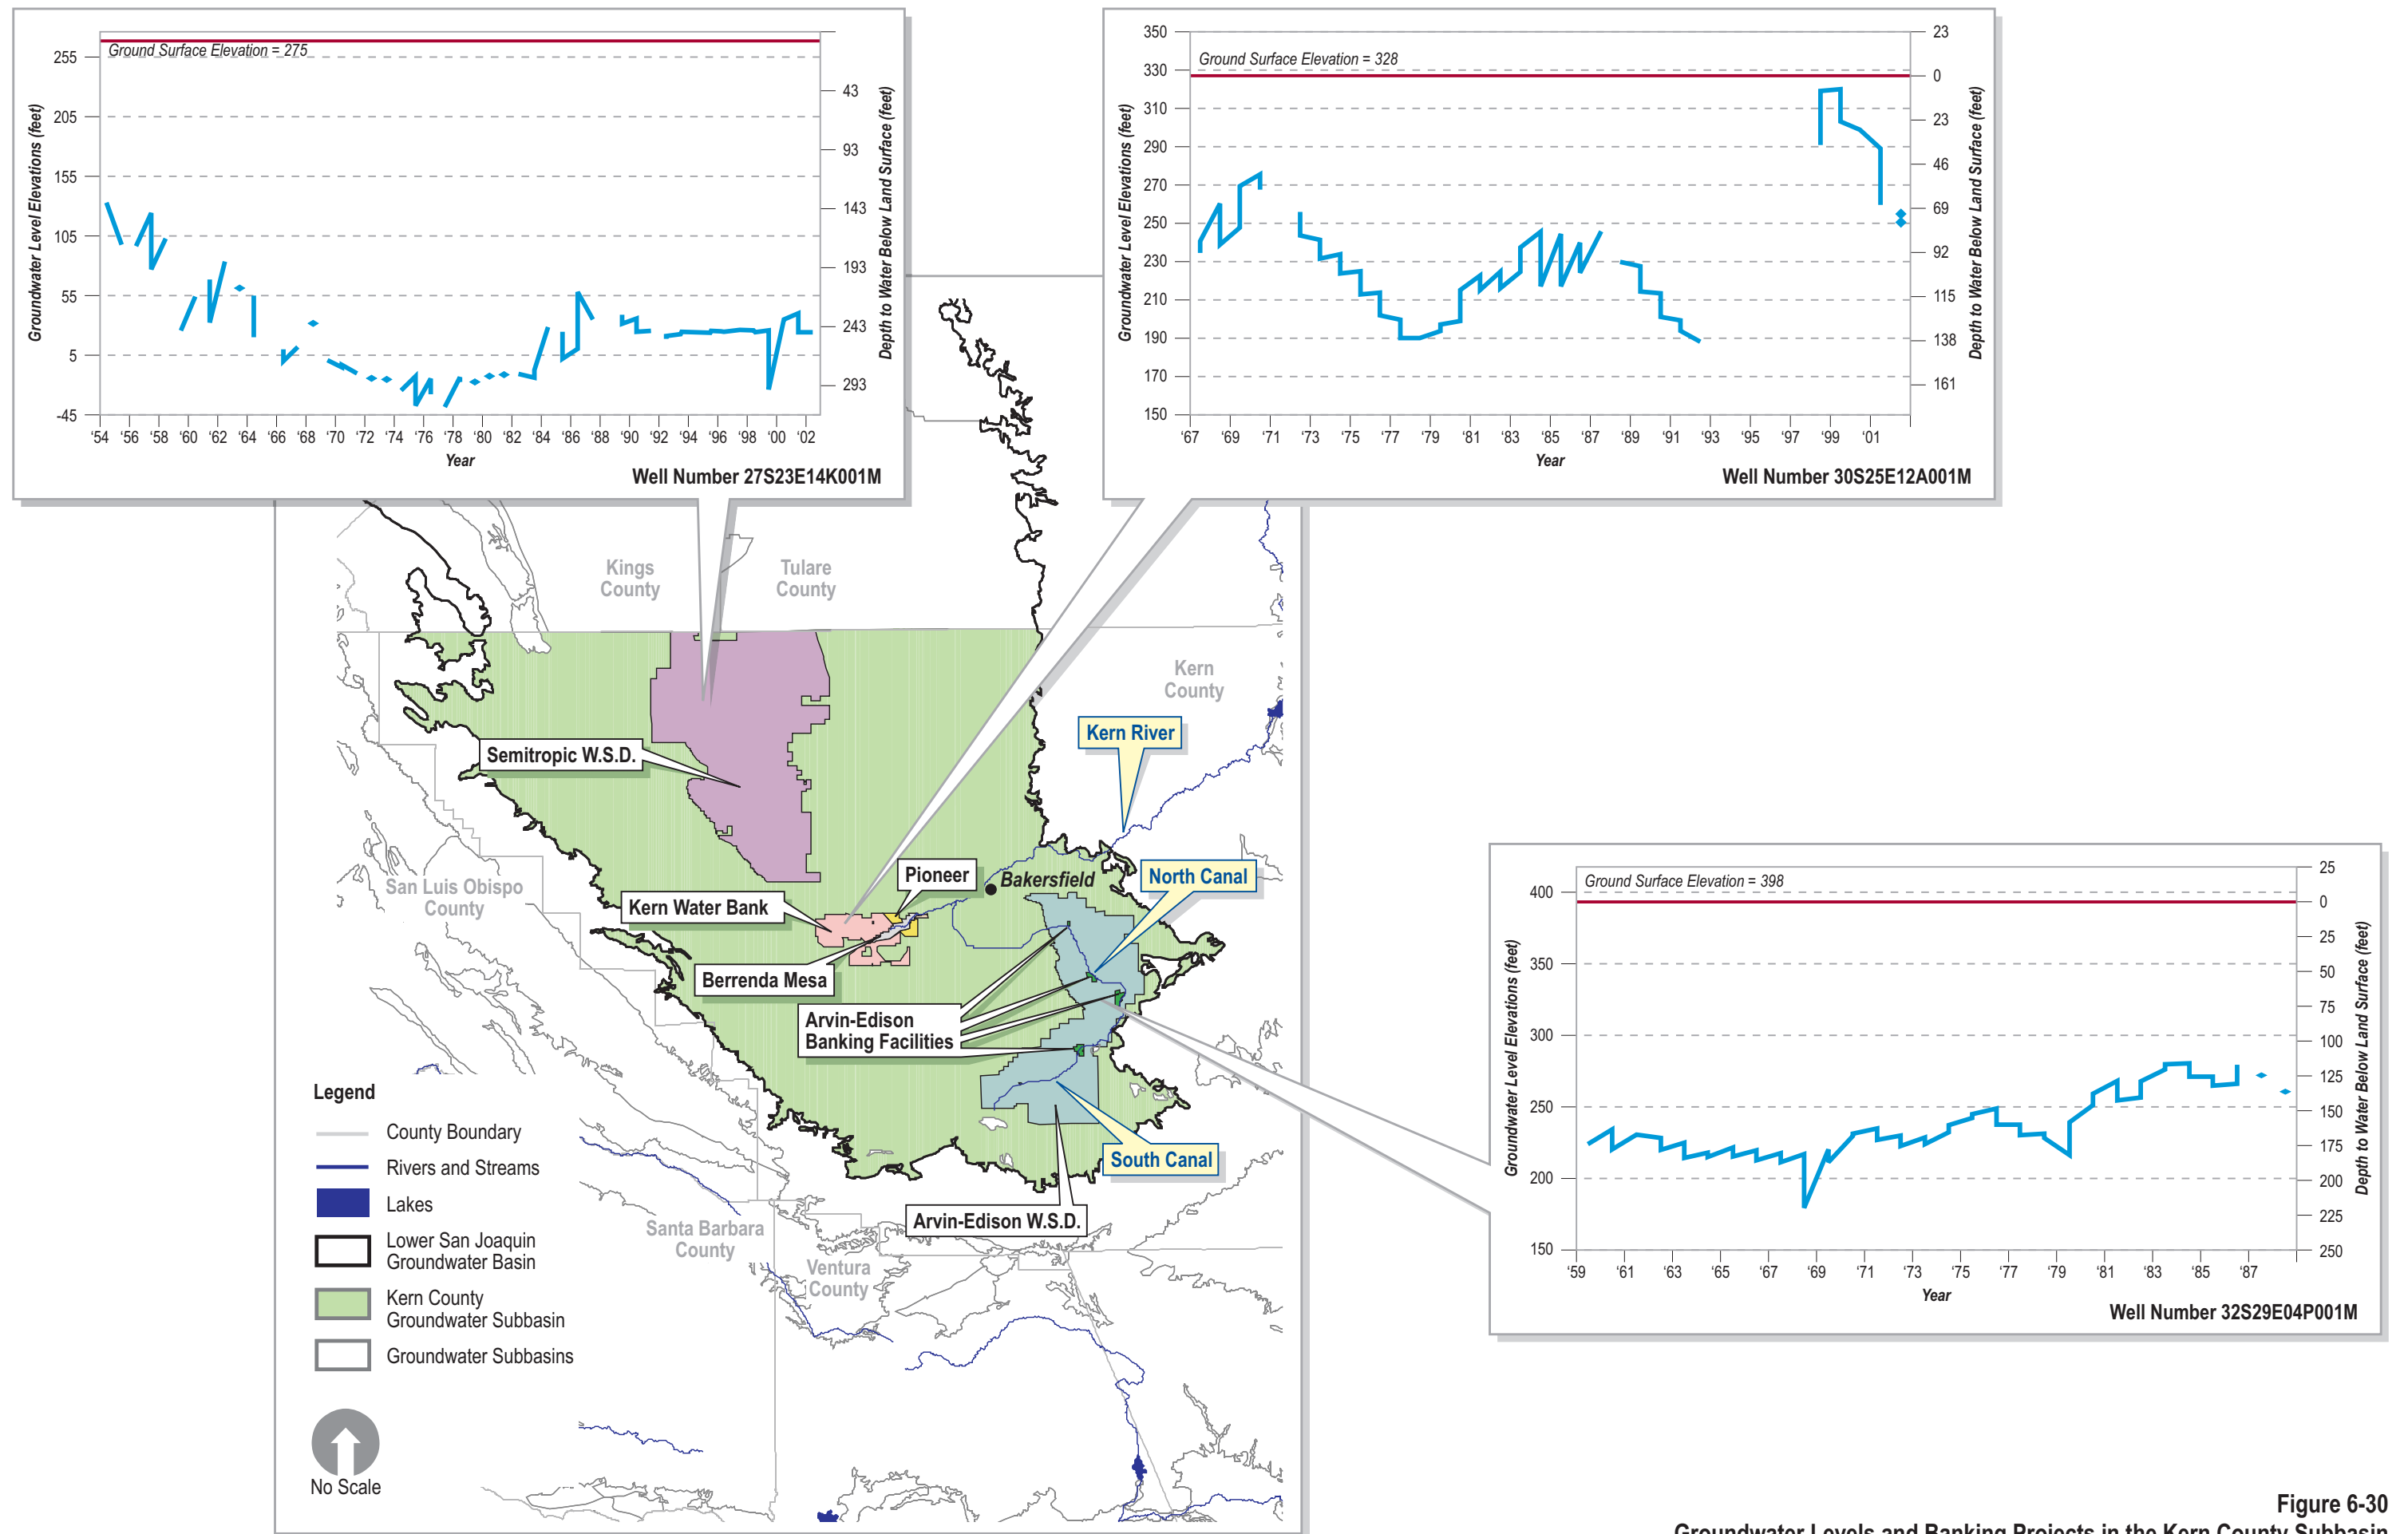 Ground Surface Elevation = 275
Groundwater Level Elevations (feet)
255
205
155
105
55
5
-45
43
93
143
193
243
293
Depth to Water Below Land Surface (feet)
‘54 ‘56 ‘58 ‘60 ‘62 ‘64 ‘66 ‘68 ‘70 ‘72 ‘74 ‘76 ‘78 ‘80 ‘82 ‘84 ‘86 ‘88 ‘90 ‘92 ‘94 ‘96 ‘98 ‘00 ‘02
Year
Well Number 27S23E14K001M
Ground Surface Elevation = 328
Groundwater Level Elevations (feet)
350
330
310
290
270
250
230
210
190
170
150
23
0
23
46
69
92
115
138
161
Depth to Water Below Land Surface (feet)
‘67 ‘69 ‘71 ‘73 ‘75 ‘77 ‘79 ‘81 ‘83 ‘85 ‘87 ‘89 ‘91 ‘93 ‘95 ‘97 ‘99 ‘01
Year
Well Number 30S25E12A001M
Kings
County
Tulare
County
Kern
County
Kern River
Semitropic W.S.D.
San Luis Obispo
County
Pioneer
Bakersfield
North Canal
Kern Water Bank
Berrenda Mesa
Arvin-Edison
Banking Facilities
South Canal
Arvin-Edison W.S.D.
Santa Barbara
County
Ventura
County
Ground Surface Elevation = 398
Groundwater Level Elevations (feet)
400
350
300
250
200
150
25
0
25
50
75
100
125
150
175
200
225
250
Depth to Water Below Land Surface (feet)
‘59 ‘61 ‘63 ‘65 ‘67 ‘69 ‘71 ‘73 ‘75 ‘77 ‘79 ‘81 ‘83 ‘85 ‘87
Year
Well Number 32S29E04P001M
Legend
County Boundary
Rivers and Streams
Lakes
Lower San Joaquin
Groundwater Basin
Kern County
Groundwater Subbasin
Groundwater Subbasins
No Scale
Figure 6-30
Groundwater Levels and Banking Projects in the Kern County Subbasin